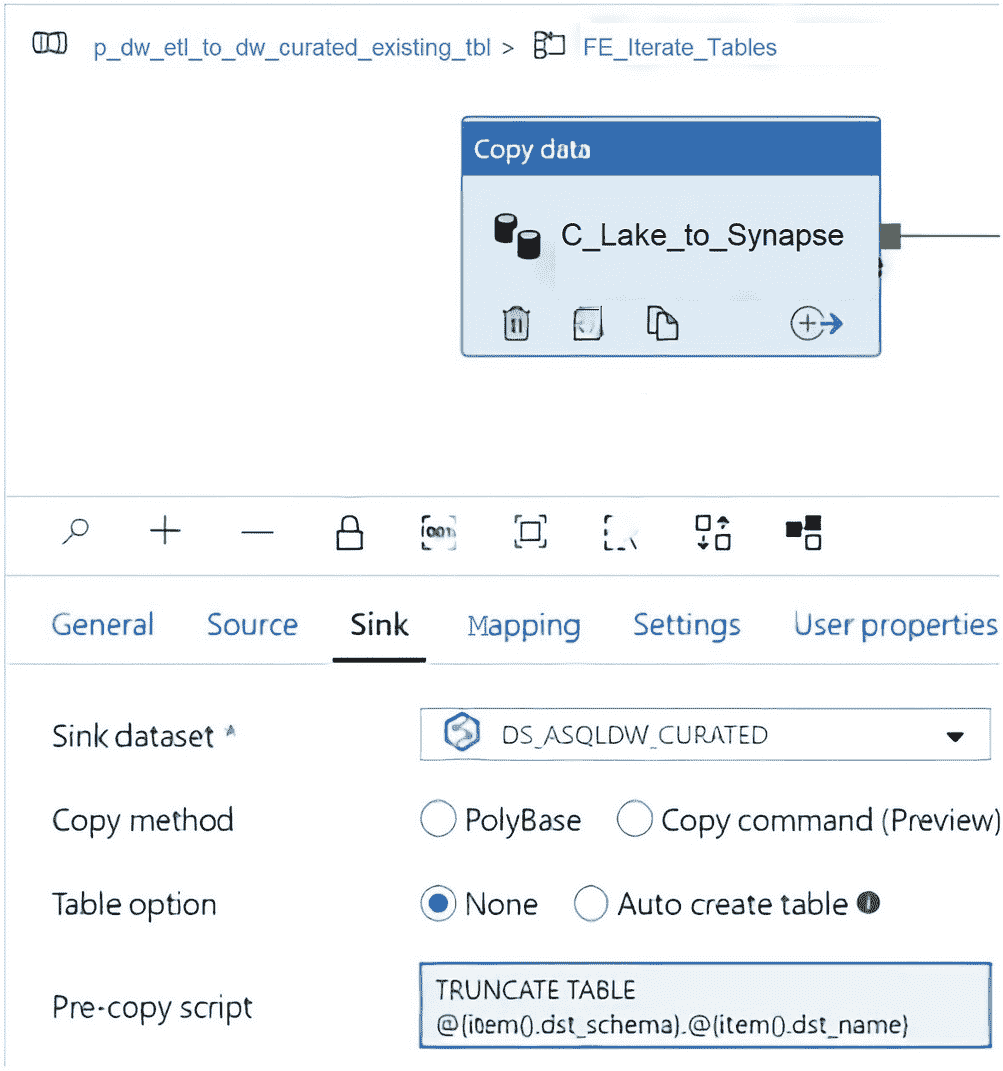 p_dw_etl_to_dw_curated_existing_tbl > FE_Iterate_Tables
Copy data
C_Lake_to_Synapse
General Source Sink Mapping Settings User properties
Sink dataset *
DS_ASQLDW_CURATED
Copy method
PolyBase Copy command (Preview)
Table option
None Auto create table
Pre-copy script
TRUNCATE TABLE
@{item().dst_schema}.@{item().dst_name}